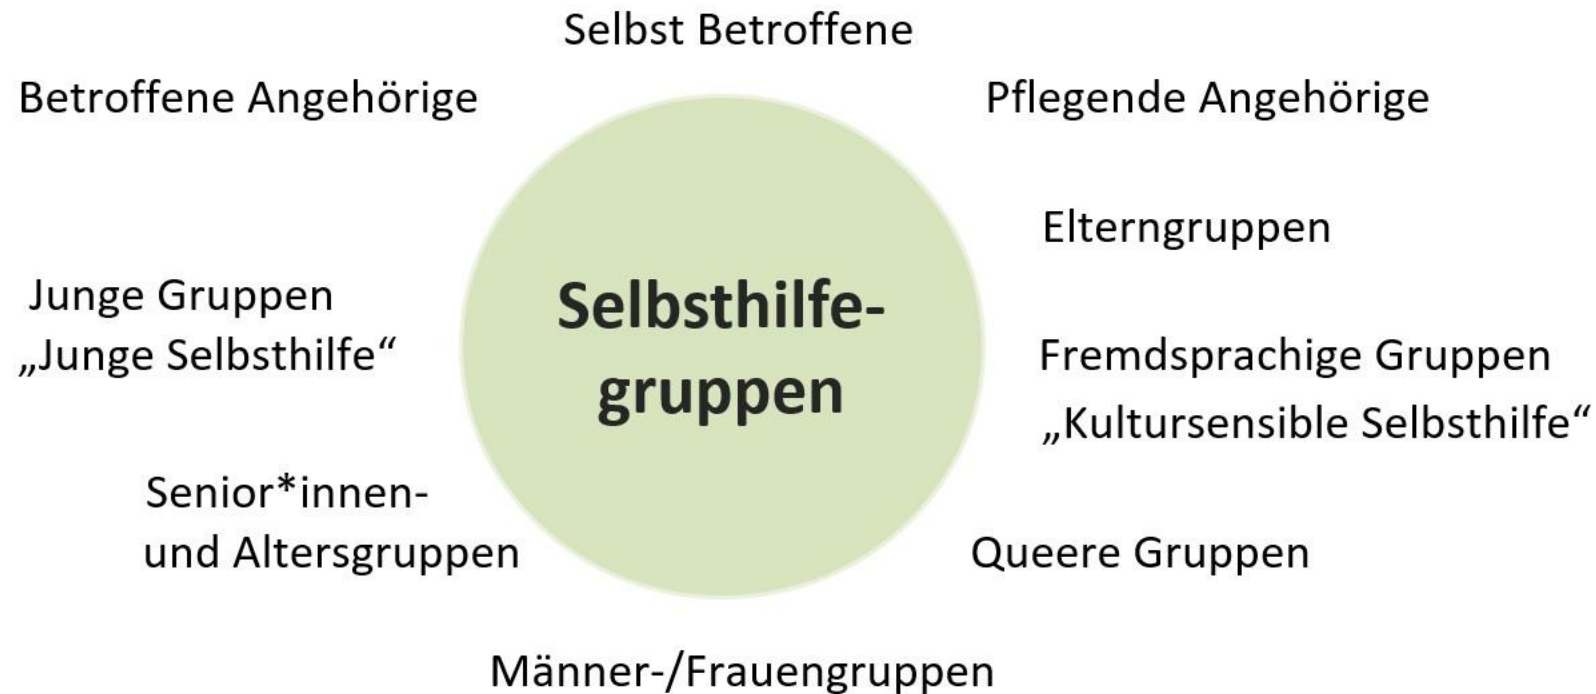 Selbst Betroffene
Betroffene Angehörige
Pflegende Angehörige
Elterngruppen
Junge Gruppen
„Junge Selbsthilfe“
Selbsthilfe-
gruppen
Fremdsprachige Gruppen
„Kultursensible Selbsthilfe“
Senior*innen-
und Altersgruppen
Queere Gruppen
Männer-/Frauengruppen